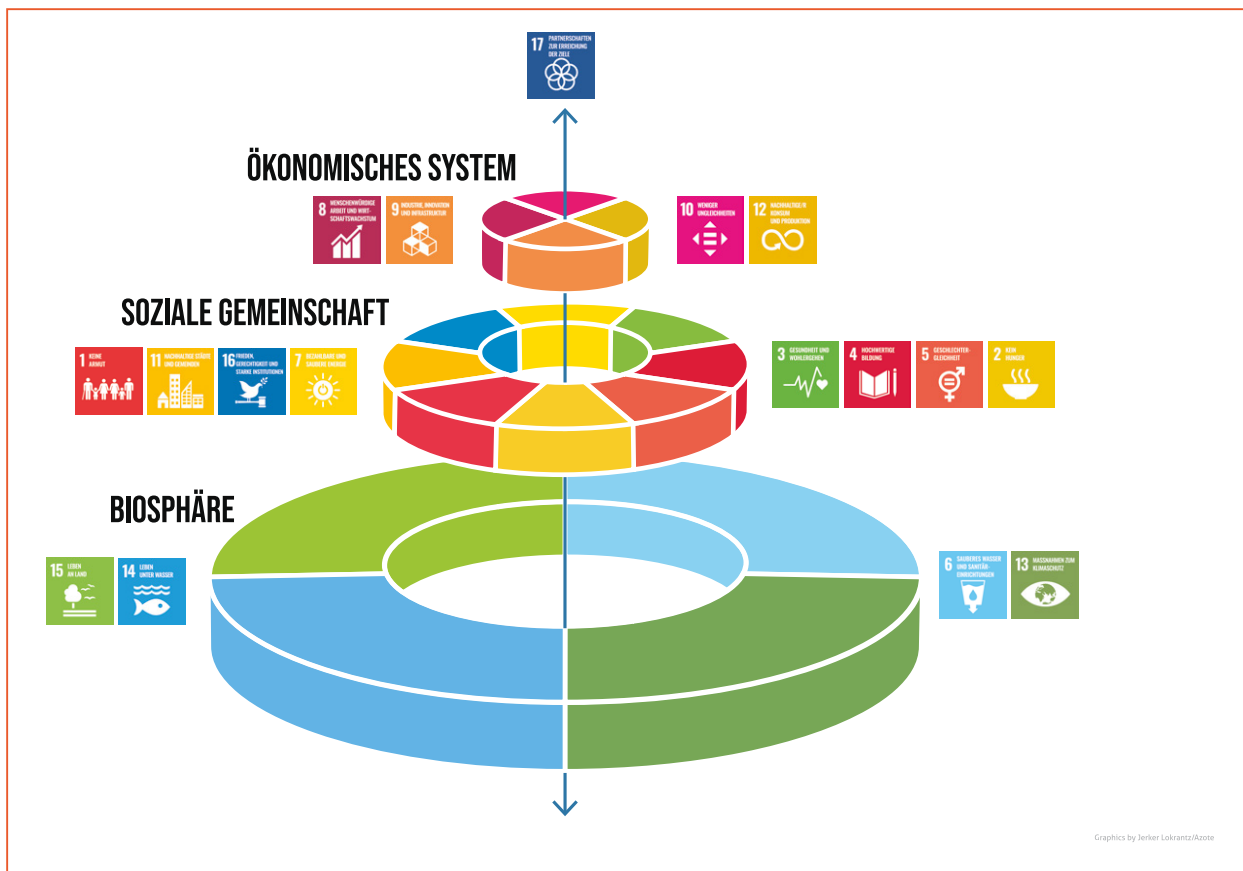 17 PARTNERSCHAFTEN
ZUR ERREICHUNG
DER ZIELE
ÖKONOMISCHES SYSTEM
8 MENSCHENWÜRDIGE
ARBEIT UND WIRT-
SCHAFTSWACHSTUM
9 INDUSTRIE, INNOVATION
UND INFRASTRUKTUR
10 WENIGER
UNGLEICHHEITEN
12 NACHHALTIGE/R
KONSUM
UND PRODUKTION
SOZIALE GEMEINSCHAFT
1 KEINE
ARMUT
11 NACHHALTIGE STÄDTE
UND GEMEINDEN
16 FRIEDEN,
GERECHTIGKEIT UND
STARKE INSTITUTIONEN
7 BEZAHLBARE UND
SAUBERE ENERGIE
3 GESUNDHEIT UND
WOHLERGEHEN
4 HOCHWERTIGE
BILDUNG
5 GESCHLECHTER-
GLEICHHEIT
2 KEIN
HUNGER
BIOSPHÄRE
15 LEBEN
AN LAND
14 LEBEN
UNTER WASSER
6 SAUBERES WASSER
UND SANITÄR-
EINRICHTUNGEN
13 MASSNAHMEN ZUM
KLIMASCHUTZ
Graphics by Jerker Lokrantz/Azote